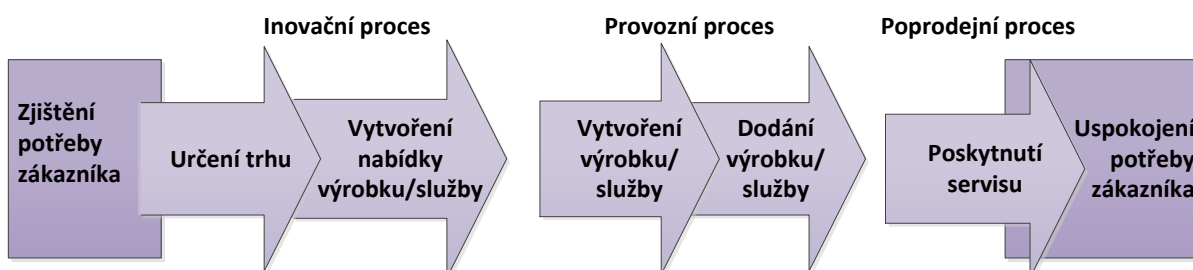 Inovační proces
Provozní proces
Poprodejní proces
Zjištění
potřeby
zákazníka
Určení trhu
Vytvoření
nabídky
výrobku/služby
Vytvoření
výrobku/
služby
Dodání
výrobku/
služby
Poskytnutí
servisu
Uspokojení
potřeby
zákazníka